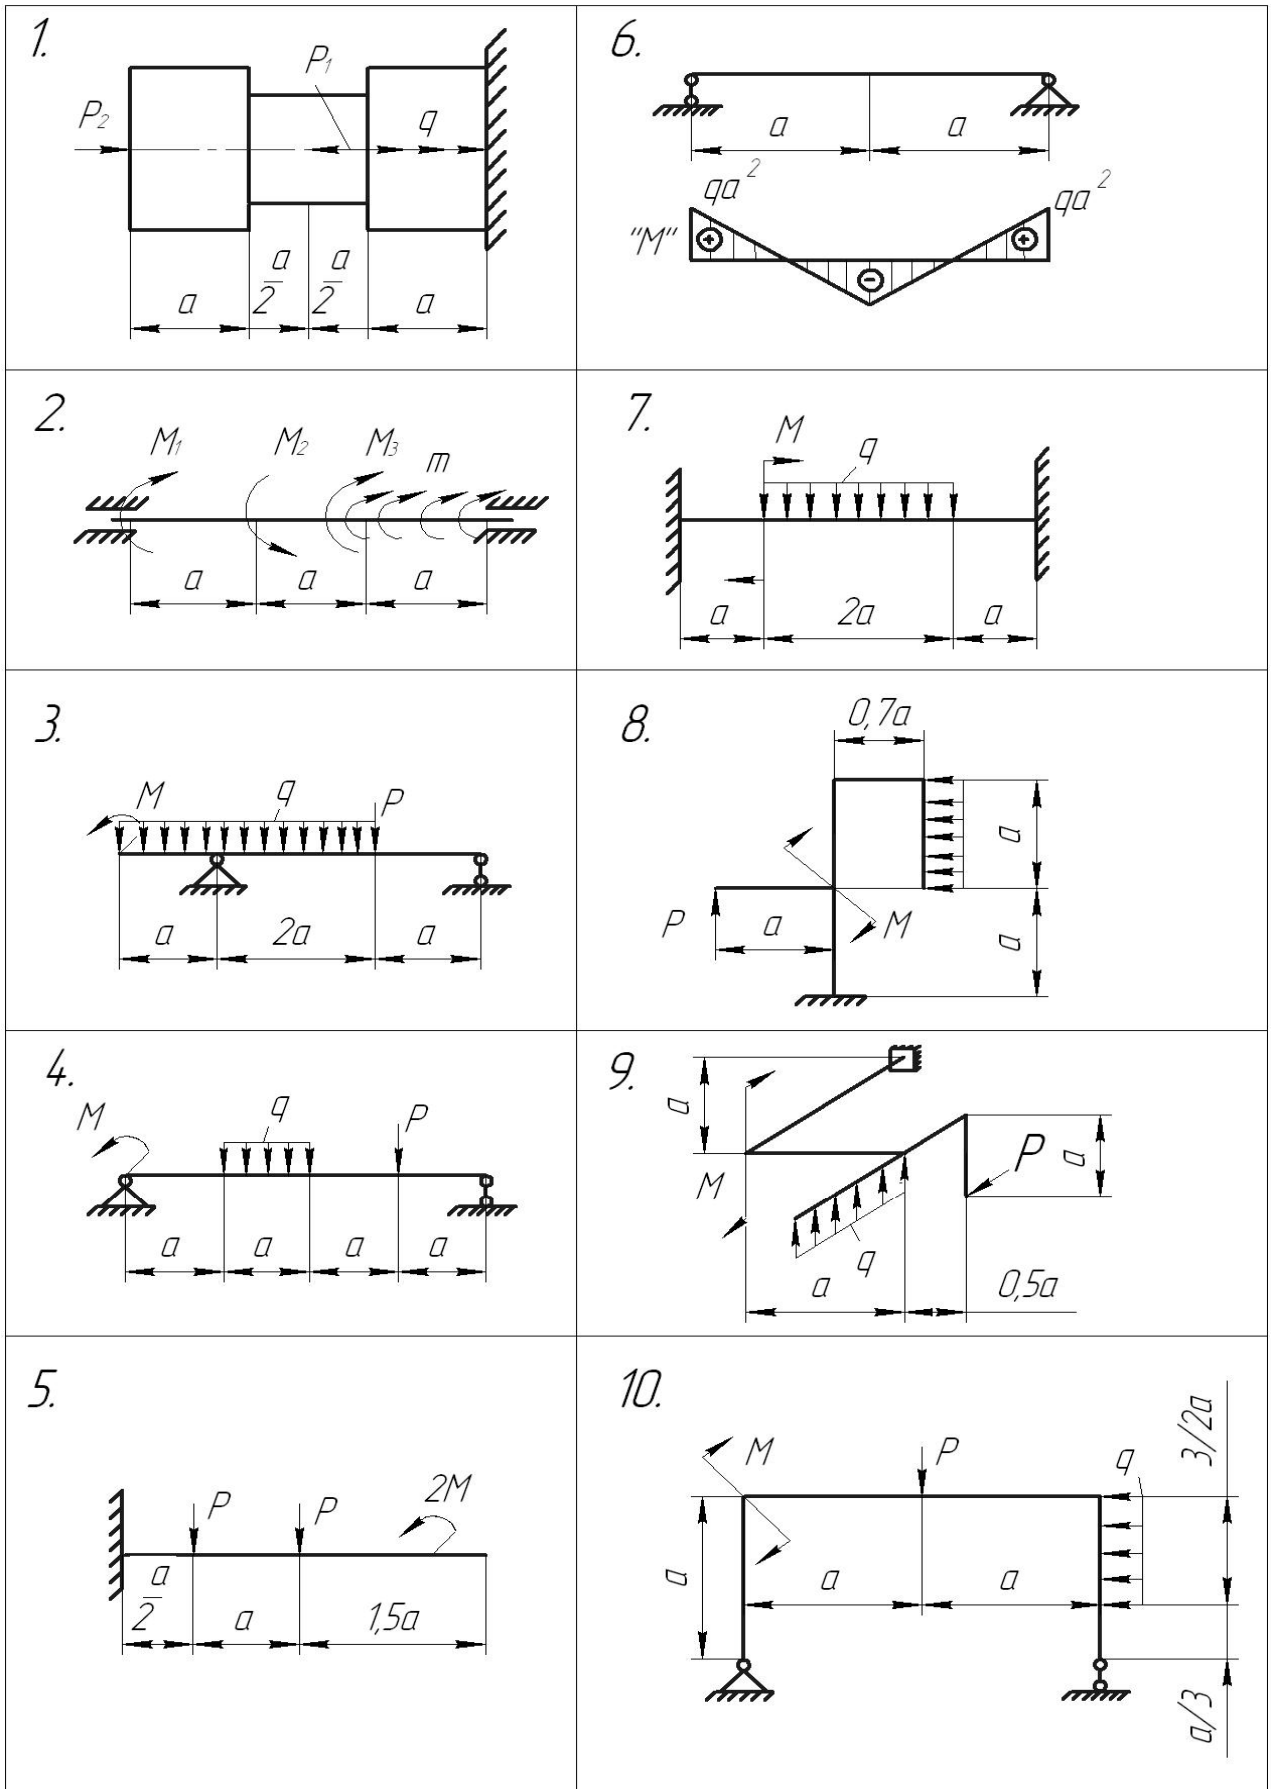 1.
P₁
P₂
q
a
a/2
a/2
a
2.
M₁
M₂
M₃
m
a
a
a
3.
M
q
P
a
2a
a
4.
M
q
P
a
a
a
a
5.
P
P
2M
a/2
a
1,5a
6.
a
a
qa²
qa²
"M"
+
-
+
7.
M
q
a
2a
a
8.
0,7a
a
P
a
M
a
9.
a
M
P
a
q
a
0,5a
10.
M
P
q
3/2a
a
a
a
a/3